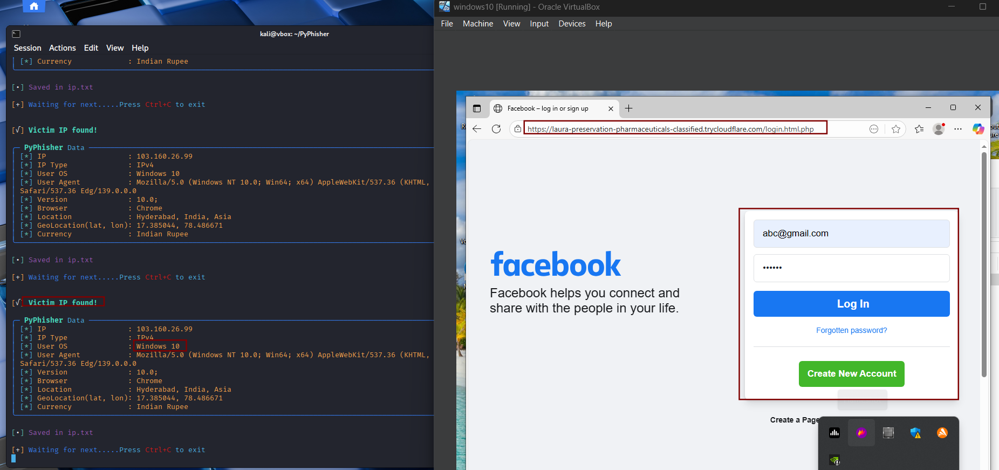 kali@vbox: ~/PyPhisher
Session Actions Edit View Help
[*] Currency : Indian Rupee
[•] Saved in ip.txt
[+] Waiting for next.....Press Ctrl+C to exit
[√] Victim IP found!
PyPhisher Data
[*] IP : 103.160.26.99
[*] IP Type : IPv4
[*] User OS : Windows 10
[*] User Agent : Mozilla/5.0 (Windows NT 10.0; Win64; x64) AppleWebKit/537.36 (KHTML,
Safari/537.36 Edg/139.0.0.0
[*] Version : 10.0;
[*] Browser : Chrome
[*] Location : Hyderabad, India, Asia
[*] GeoLocation(lat, lon): 17.385044, 78.486671
[*] Currency : Indian Rupee
[•] Saved in ip.txt
[+] Waiting for next.....Press Ctrl+C to exit
[√] Victim IP found!
PyPhisher Data
[*] IP : 103.160.26.99
[*] IP Type : IPv4
[*] User OS : Windows 10
[*] User Agent : Mozilla/5.0 (Windows NT 10.0; Win64; x64) AppleWebKit/537.36 (KHTML,
Safari/537.36 Edg/139.0.0.0
[*] Version : 10.0;
[*] Browser : Chrome
[*] Location : Hyderabad, India, Asia
[*] GeoLocation(lat, lon): 17.385044, 78.486671
[*] Currency : Indian Rupee
[•] Saved in ip.txt
[+] Waiting for next.....Press Ctrl+C to exit
windows10 [Running] - Oracle VirtualBox
File Machine View Input Devices Help
Facebook – log in or sign up
https://laura-preservation-pharmaceuticals-classified.trycloudflare.com/login.html.php
facebook
Facebook helps you connect and
share with the people in your life.
abc@gmail.com
••••••
Log In
Forgotten password?
Create New Account
Create a Page